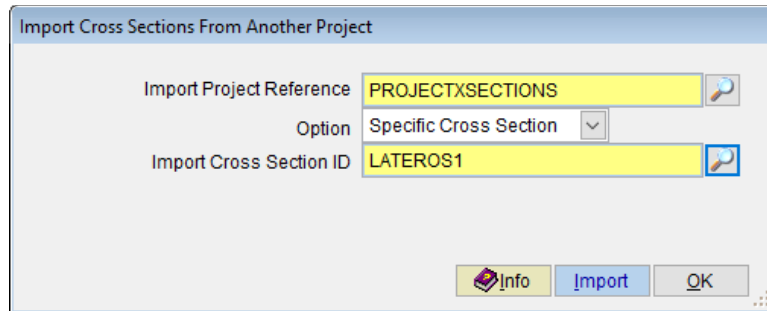 Import Cross Sections From Another Project
Import Project Reference PROJECTXSECTIONS
Option Specific Cross Section
Import Cross Section ID LATEROS1
Info Import OK